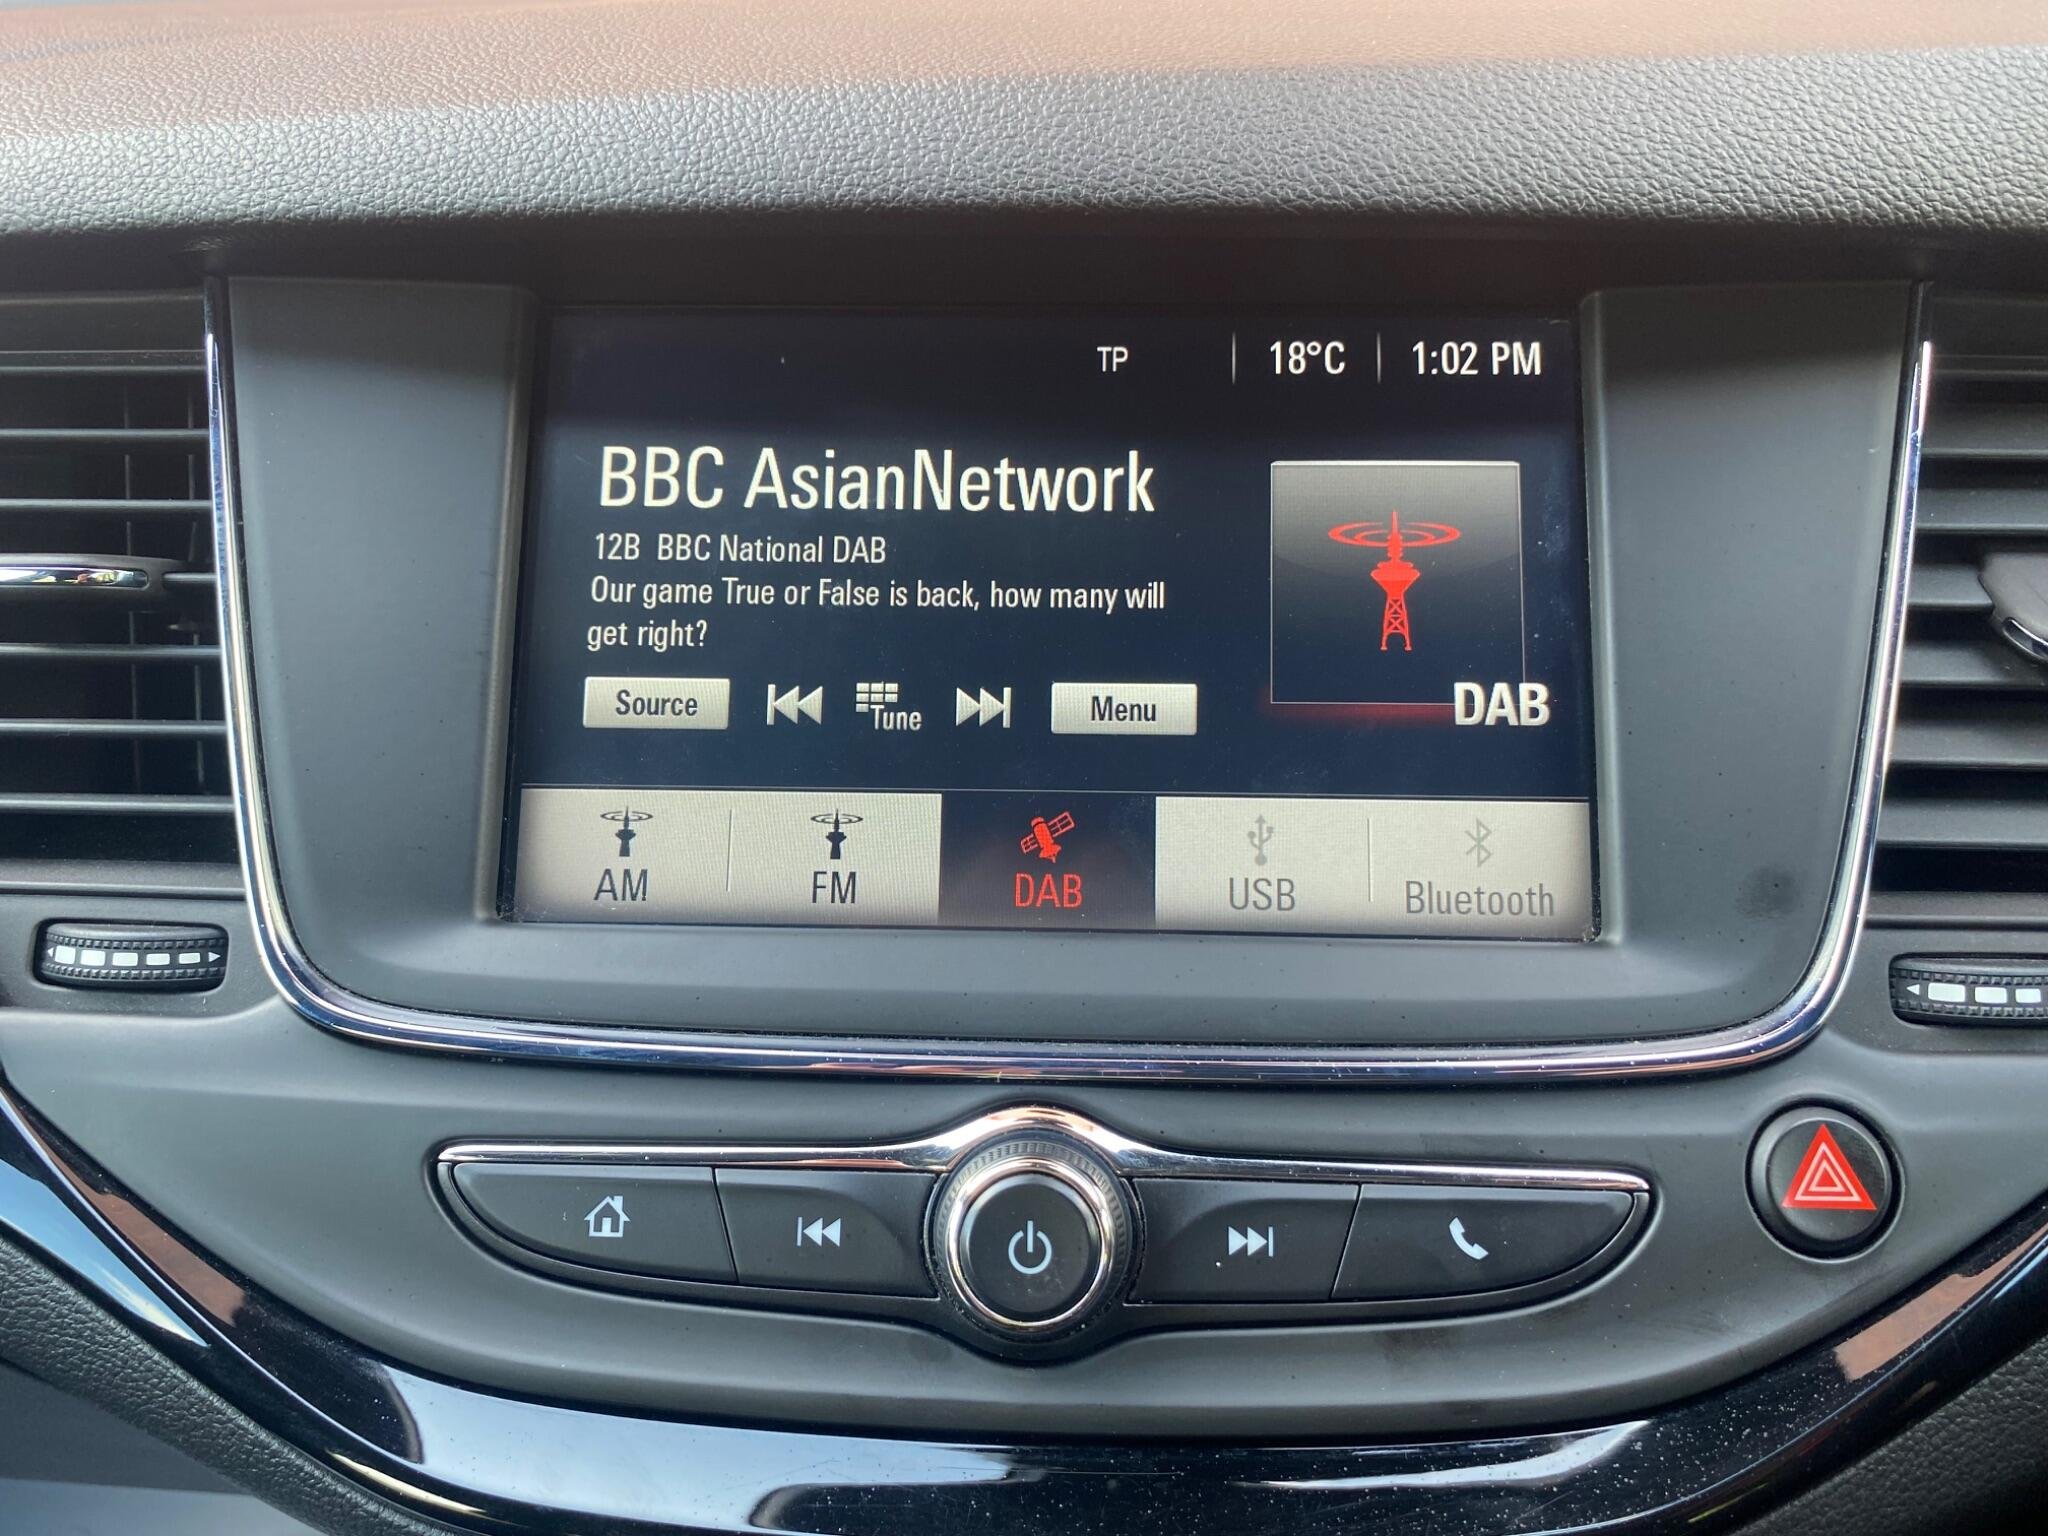 TP 18°C 1:02 PM
BBC AsianNetwork
12B BBC National DAB
Our game True or False is back, how many will
get right?
Source Tune Menu
DAB
AM FM DAB USB Bluetooth